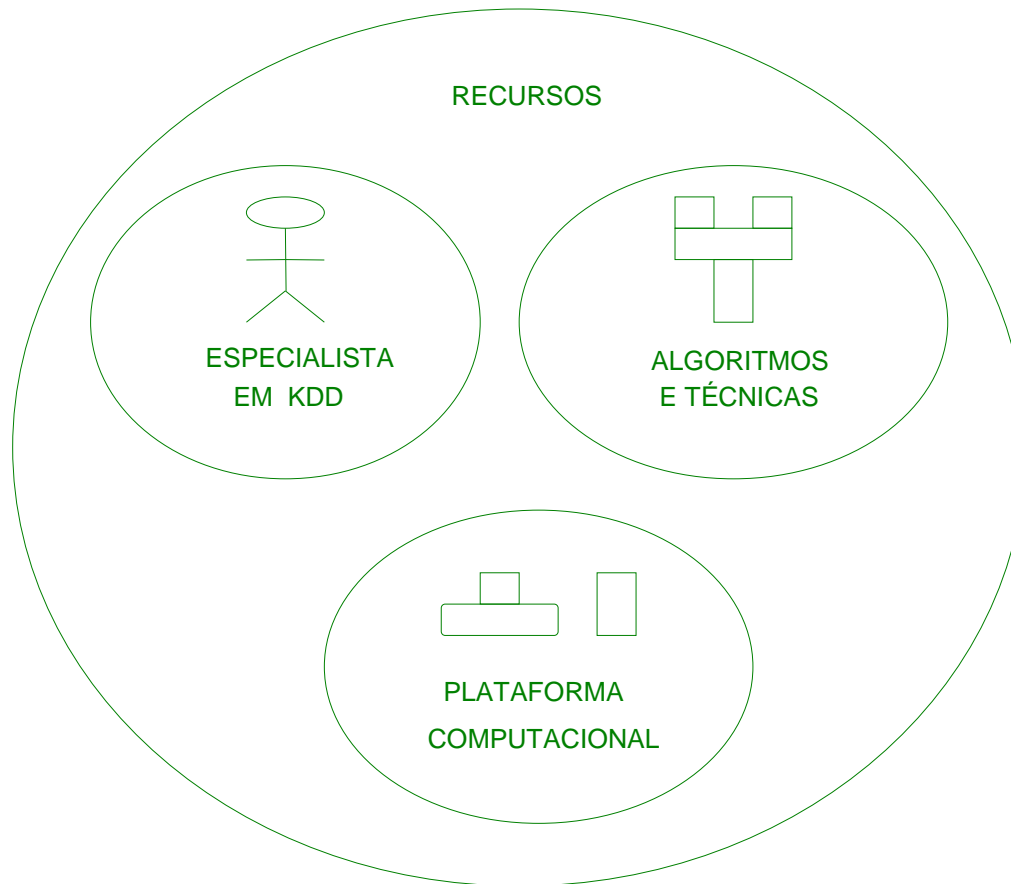 RECURSOS
ESPECIALISTA
EM KDD
ALGORITMOS
E TÉCNICAS
PLATAFORMA
COMPUTACIONAL